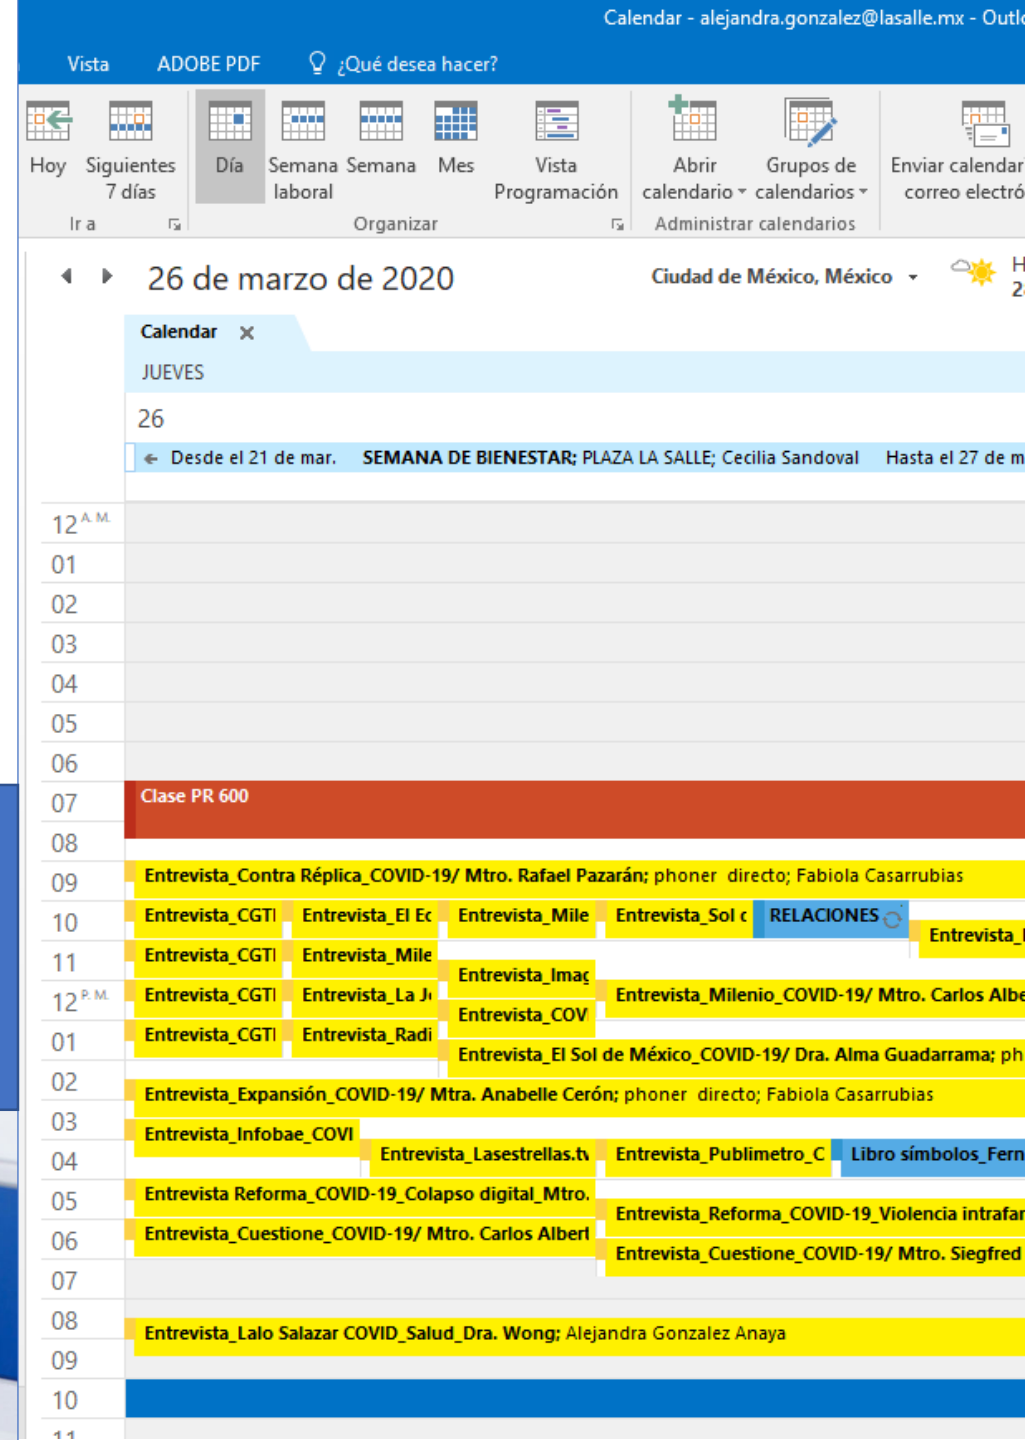 Calendar - alejandra.gonzalez@lasalle.mx - Outl
Vista ADOBE PDF ¿Qué desea hacer?
Hoy Siguientes 7 días Día Semana laboral Semana Mes Vista Programación Abrir calendario Grupos de calendarios Enviar calendar correo electró
Ir a Organizar Administrar calendarios
26 de marzo de 2020 Ciudad de México, México
Calendar
JUEVES
26
Desde el 21 de mar. SEMANA DE BIENESTAR; PLAZA LA SALLE; Cecilia Sandoval Hasta el 27 de m
12 A. M.
01
02
03
04
05
06
07 Clase PR 600
08
09 Entrevista_Contra Réplica_COVID-19/ Mtro. Rafael Pazarán; phoner directo; Fabiola Casarrubias
10 Entrevista_CGTI Entrevista_El Ec Entrevista_Mile Entrevista_Sol c RELACIONES
Entrevista_
11 Entrevista_CGTI Entrevista_Mile
Entrevista_Imag
12 P. M. Entrevista_CGTI Entrevista_La J Entrevista_Milenio_COVID-19/ Mtro. Carlos Albe
Entrevista_COV
01 Entrevista_CGTI Entrevista_Radi
Entrevista_El Sol de México_COVID-19/ Dra. Alma Guadarrama; ph
02 Entrevista_Expansión_COVID-19/ Mtra. Anabelle Cerón; phoner directo; Fabiola Casarrubias
03 Entrevista_Infobae_COVI
04 Entrevista_Lasestrellas.tv Entrevista_Publimetro_C Libro símbolos_Fern
05 Entrevista Reforma_COVID-19_Colapso digital_Mtro.
Entrevista_Reforma_COVID-19_Violencia intrafar
06 Entrevista_Cuestione_COVID-19/ Mtro. Carlos Albert
Entrevista_Cuestione_COVID-19/ Mtro. Siegfred
07
08 Entrevista_Lalo Salazar COVID_Salud_Dra. Wong; Alejandra Gonzalez Anaya
09
10
11